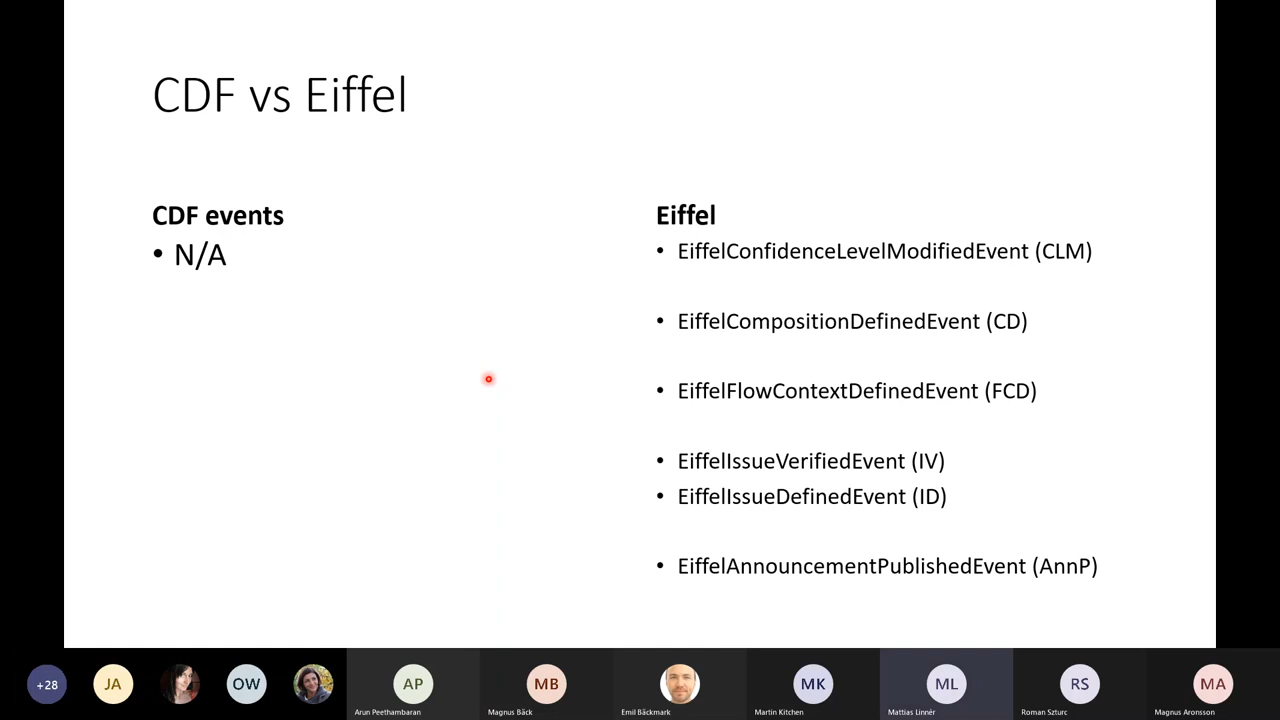 CDF vs Eiffel
CDF events
• N/A
Eiffel
• EiffelConfidenceLevelModifiedEvent (CLM)
• EiffelCompositionDefinedEvent (CD)
• EiffelFlowContextDefinedEvent (FCD)
• EiffelIssueVerifiedEvent (IV)
• EiffelIssueDefinedEvent (ID)
• EiffelAnnouncementPublishedEvent (AnnP)
+28
JA
OW
AP
Arun Peethambaran
MB
Magnus Bäck
Emil Bäckmark
MK
Martin Kitchen
ML
Mattias Linnér
RS
Roman Szturc
MA
Magnus Aronsson